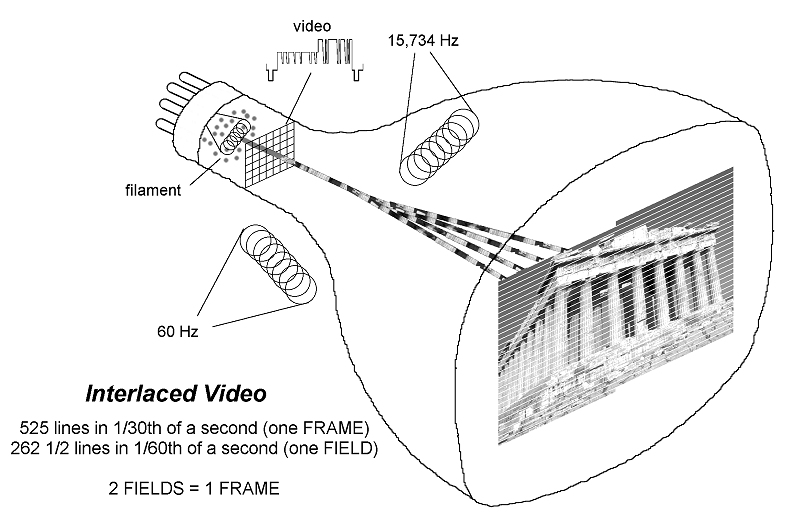 video
15,734 Hz
filament
60 Hz
Interlaced Video
525 lines in 1/30th of a second (one FRAME)
262 1/2 lines in 1/60th of a second (one FIELD)
2 FIELDS = 1 FRAME